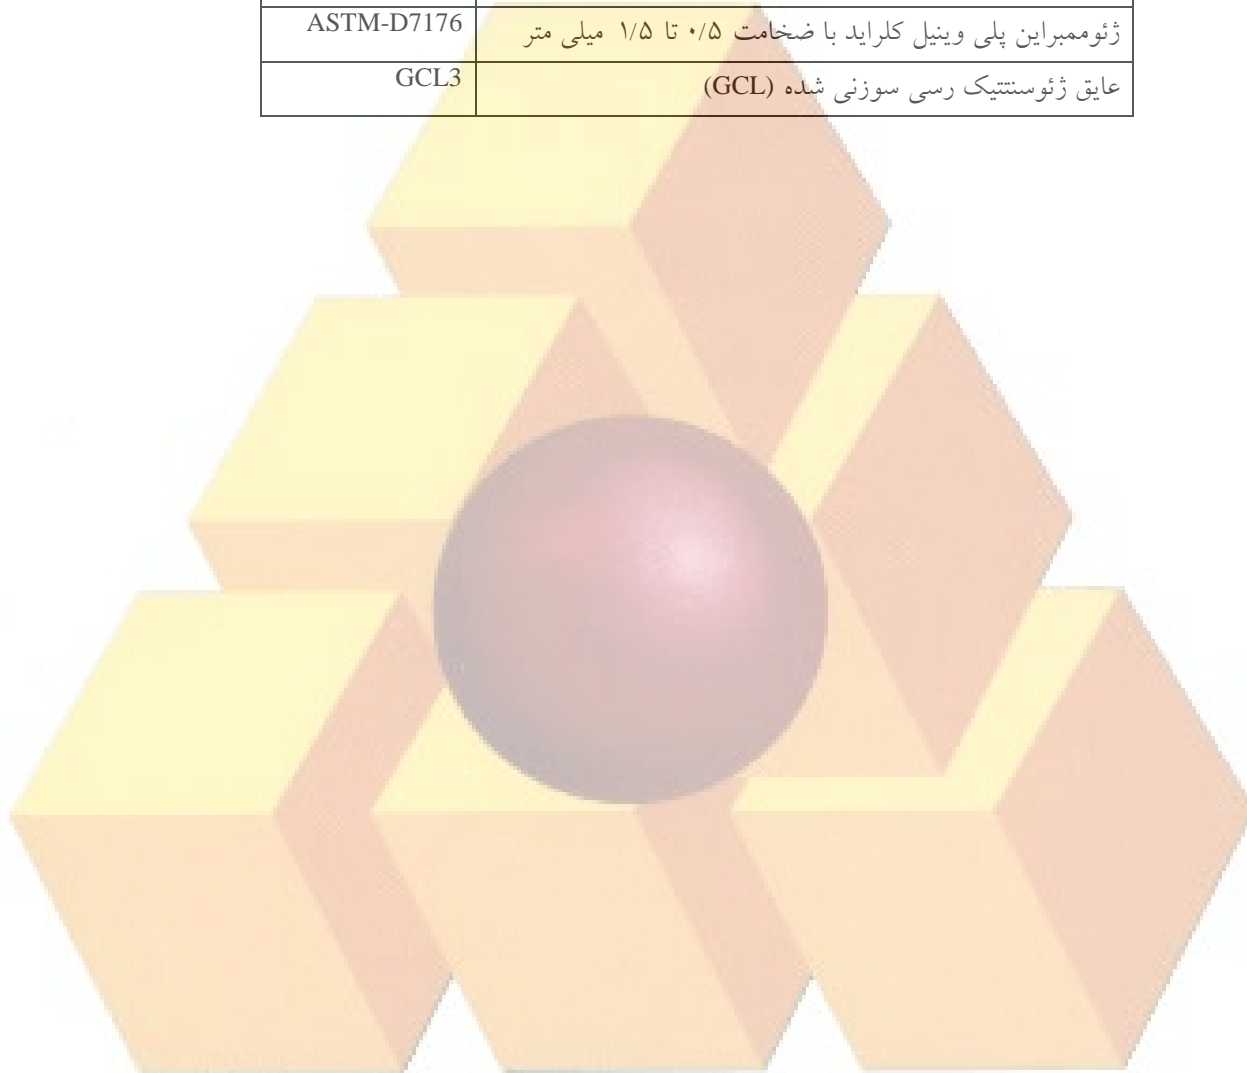 ژئوممبراین پلی وینیل کلراید با ضخامت ۰/۵ تا ۱/۵ میلی متر ASTM-D7176
عایق ژئوسنتتیک رسی سوزنی شده (GCL) GCL3